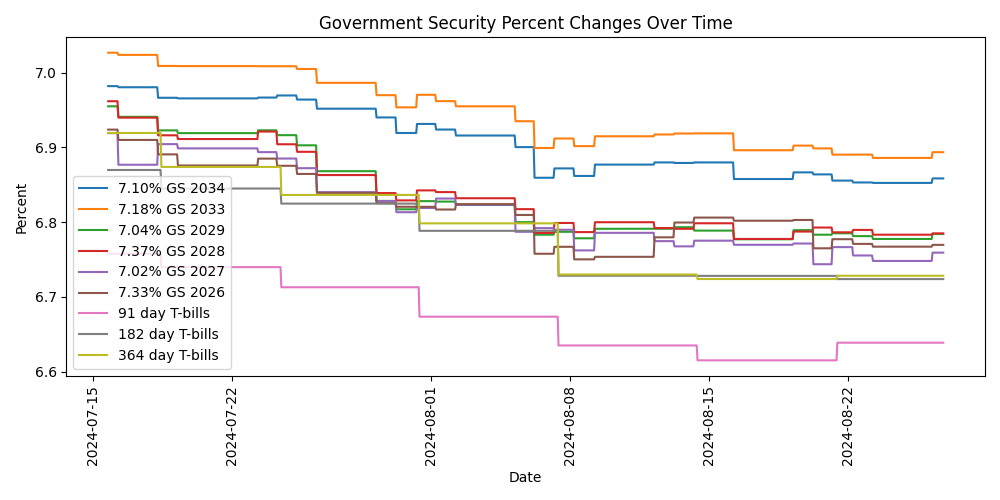 Government Security Percent Changes Over Time
Percent
7.0
6.9
6.8
6.7
6.6
7.10% GS 2034
7.18% GS 2033
7.04% GS 2029
7.37% GS 2028
7.02% GS 2027
7.33% GS 2026
91 day T-bills
182 day T-bills
364 day T-bills
2024-07-15
2024-07-22
2024-08-01
2024-08-08
2024-08-15
2024-08-22
Date